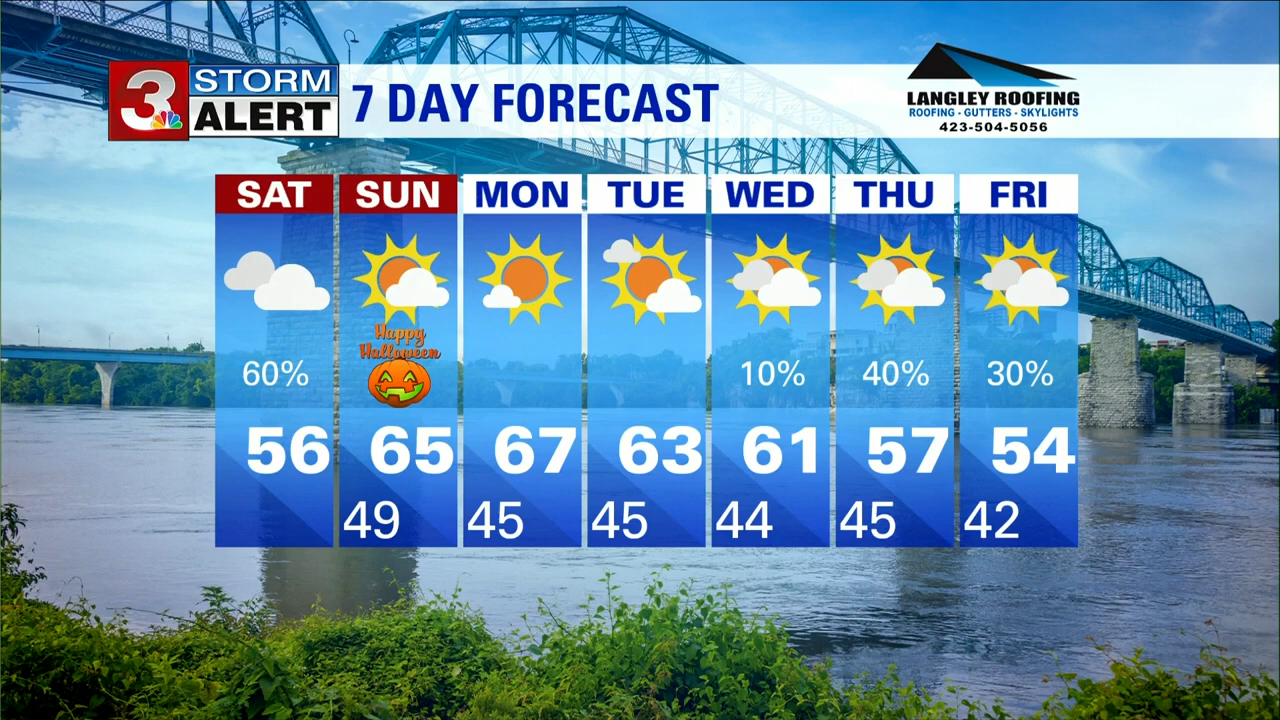 3 STORM ALERT
7 DAY FORECAST
LANGLEY ROOFING
ROOFING - GUTTERS - SKYLIGHTS
423-504-5056
SAT SUN MON TUE WED THU FRI
Happy
Halloween
60% 10% 40% 30%
56 65 67 63 61 57 54
49 45 45 44 45 42